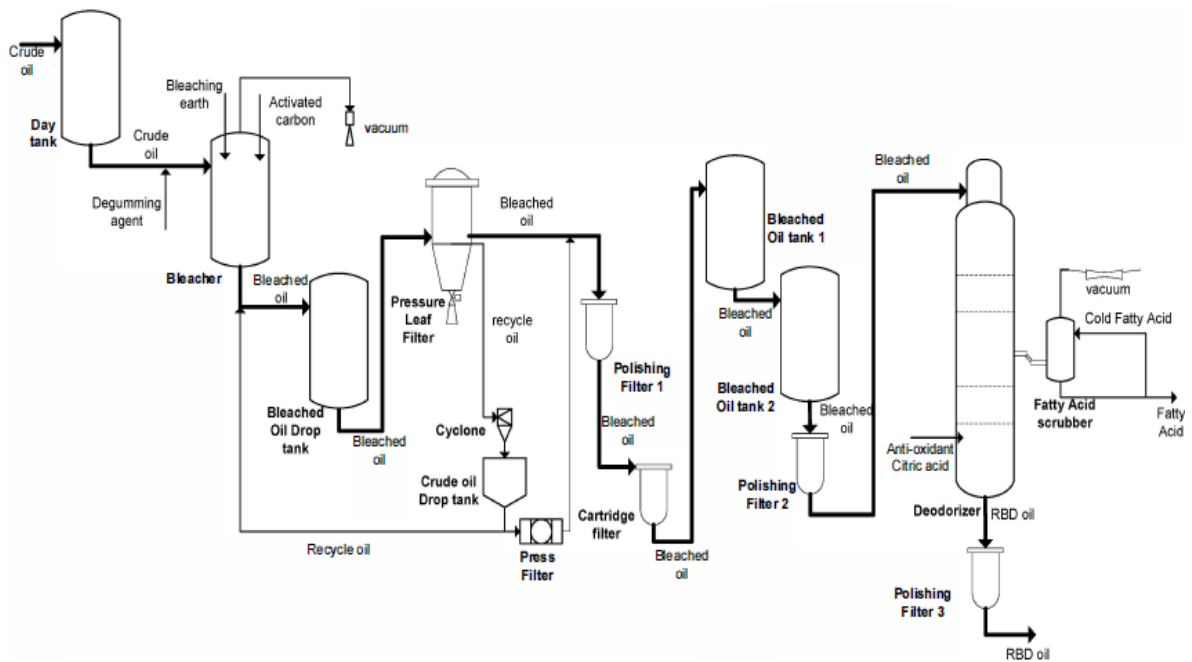 Crude
oil
Day
tank
Bleaching
earth
Activated
carbon
vacuum
Crude
oil
Degumming
agent
Bleacher
Bleached
oil
Bleached
Oil Drop
tank
Bleached
oil
Pressure
Leaf
Filter
recycle
oil
Cyclone
Crude oil
Drop tank
Recycle oil
Press
Filter
Bleached
oil
Polishing
Filter 1
Bleached
oil
Cartridge
filter
Bleached
oil
Bleached
Oil tank 1
Bleached
oil
Bleached
Oil tank 2
Bleached
oil
Polishing
Filter 2
Bleached
oil
Anti-oxidant
Citric acid
Deodorizer
vacuum
Cold Fatty Acid
Fatty Acid
scrubber
Fatty
Acid
RBD oil
Polishing
Filter 3
RBD oil